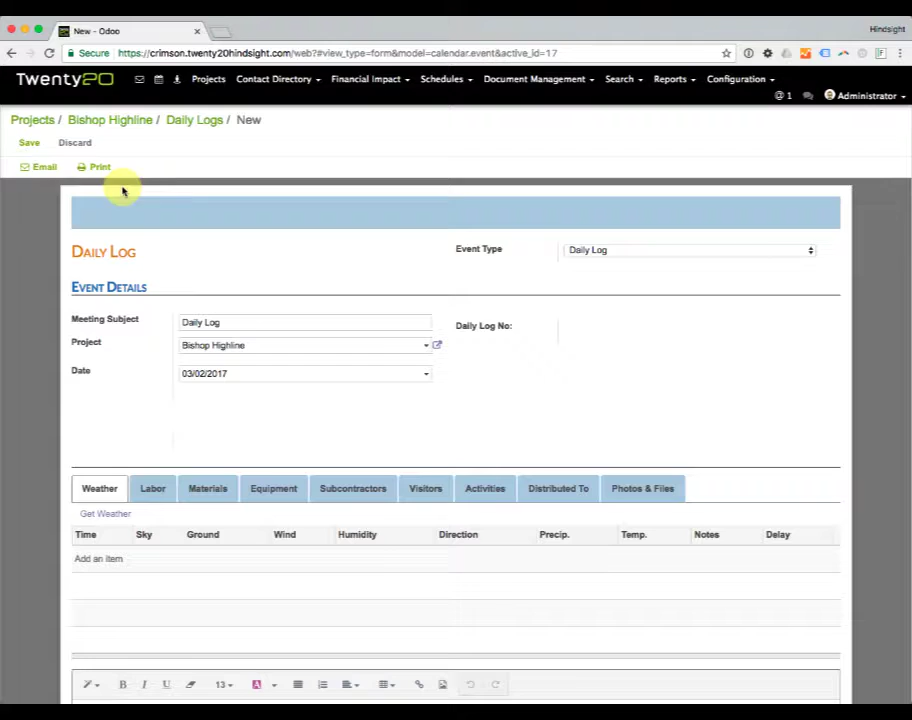 New - Odoo
Hindsight
Secure https://crimson.twenty20hindsight.com/web?#view_type=form&model=calendar.event&active_id=17
Twenty20 Projects Contact Directory Financial Impact Schedules Document Management Search Reports Configuration
@ 1 Administrator
Projects / Bishop Highline / Daily Logs / New
Save Discard
Email Print
DAILY LOG
Event Type Daily Log
EVENT DETAILS
Meeting Subject Daily Log
Daily Log No:
Project Bishop Highline
Date 03/02/2017
Weather Labor Materials Equipment Subcontractors Visitors Activities Distributed To Photos & Files
Get Weather
Time Sky Ground Wind Humidity Direction Precip. Temp. Notes Delay
Add an item
B I U 13 A